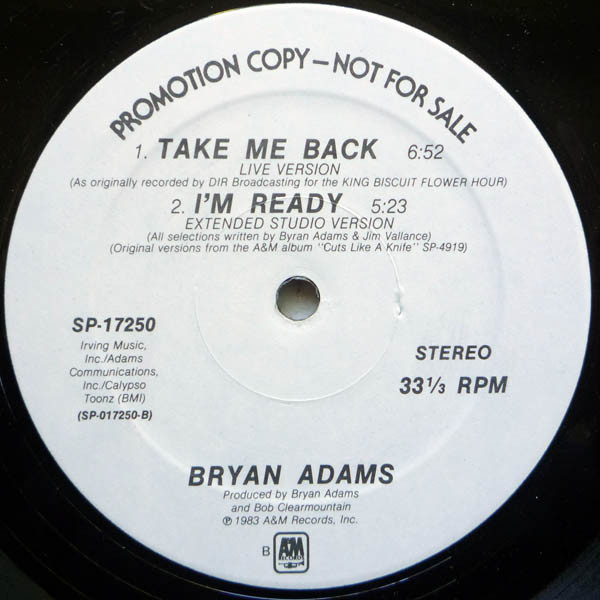 PROMOTION COPY — NOT FOR SALE
1. TAKE ME BACK 6:52
LIVE VERSION
(As originally recorded by DIR Broadcasting for the KING BISCUIT FLOWER HOUR)
2. I'M READY 5:23
EXTENDED STUDIO VERSION
(All selections written by Byran Adams & Jim Vallance)
(Original versions from the A&M album "Cuts Like A Knife" SP-4919)
SP-17250
Irving Music,
Inc./Adams
Communications,
Inc./Calypso
Toonz (BMI)
(SP-017250-B)
STEREO
33 1/3 RPM
BRYAN ADAMS
Produced by Bryan Adams
and Bob Clearmountain
℗ 1983 A&M Records, Inc.
B
A&M
RECORDS